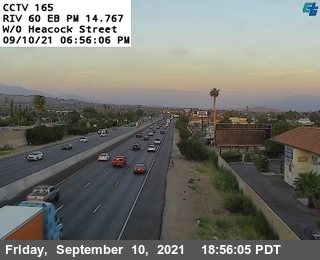 CCTV 165
RIV 60 EB PM 14.767
W/O Heacock Street
09/10/21 06:56:06 PM
Friday, September 10, 2021 18:56:05 PDT